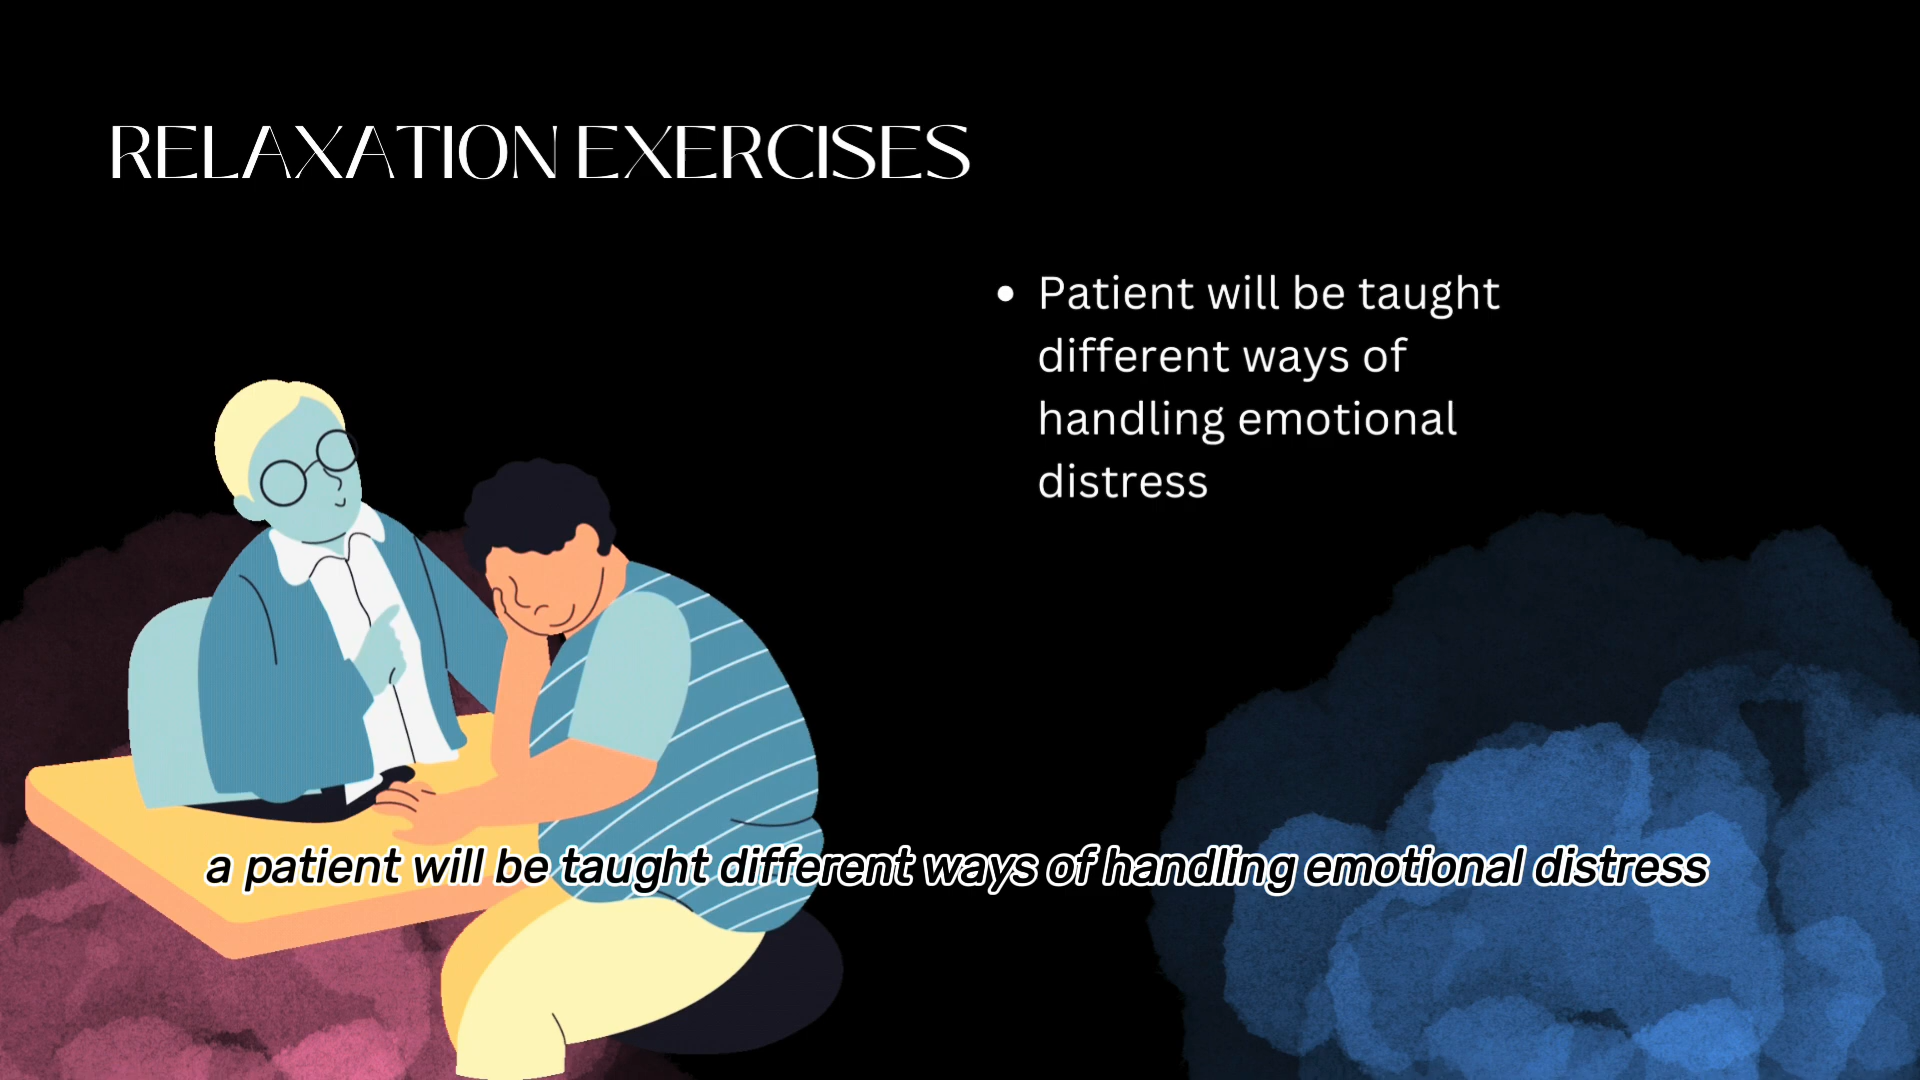 RELAXATION EXERCISES
• Patient will be taught
different ways of
handling emotional
distress
a patient will be taught different ways of handling emotional distress